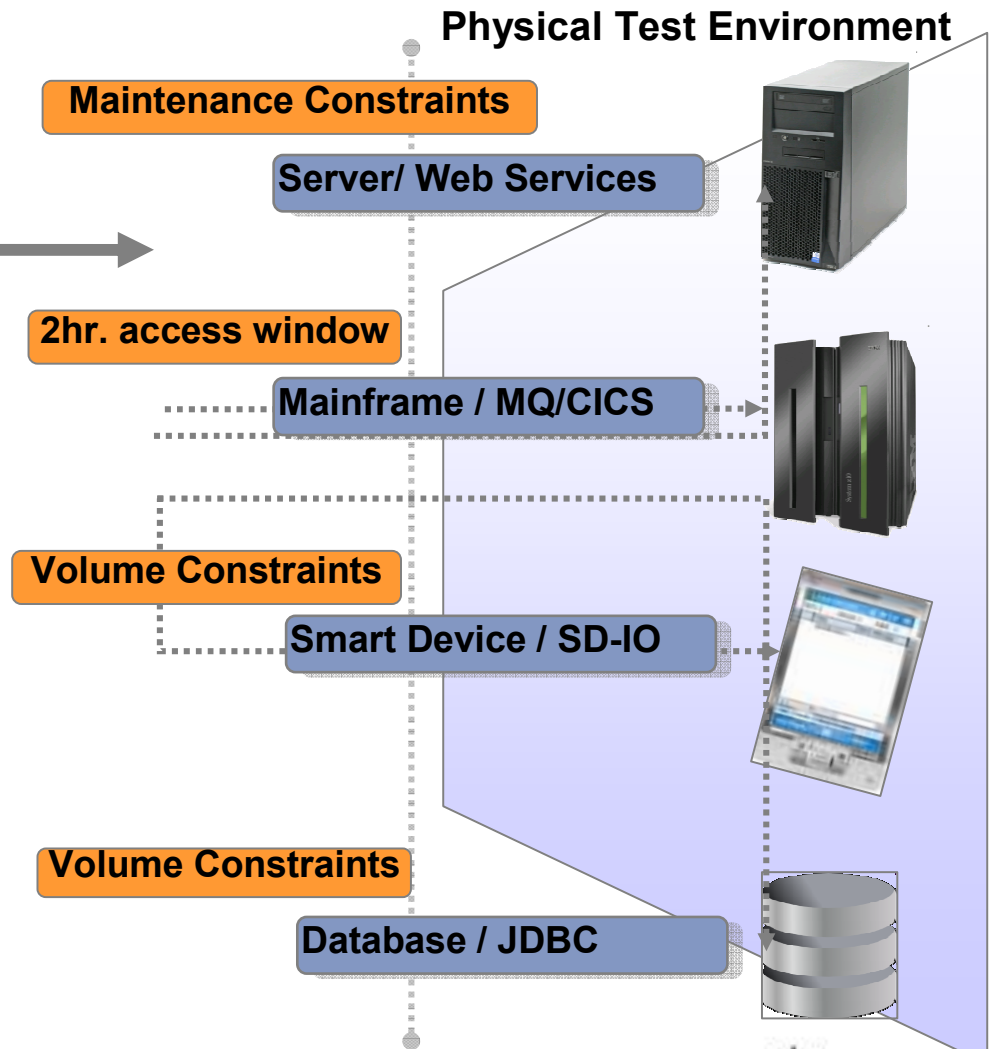 Physical Test Environment
Maintenance Constraints
Server/ Web Services
2hr. access window
Mainframe / MQ/CICS
Volume Constraints
Smart Device / SD-IO
Volume Constraints
Database / JDBC